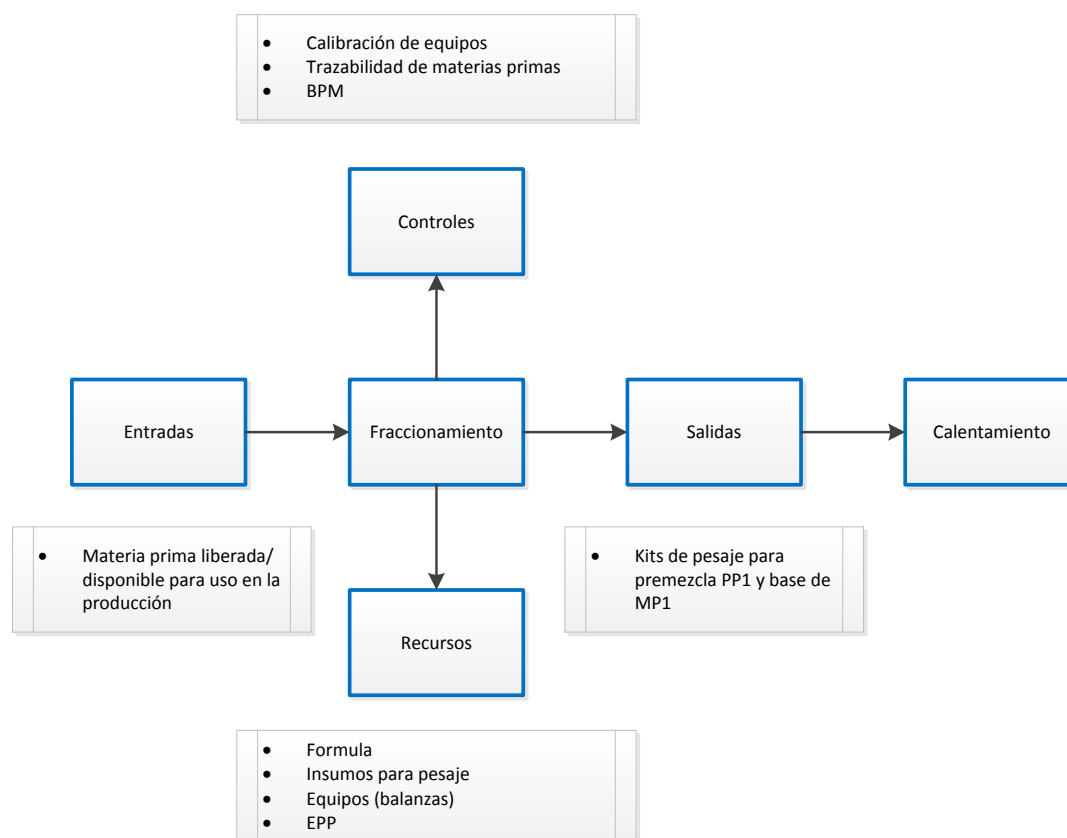 Calibración de equipos
Trazabilidad de materias primas
BPM
Controles
Entradas
Fraccionamiento
Salidas
Calentamiento
Materia prima liberada/
disponible para uso en la
producción
Kits de pesaje para
premezcla PP1 y base de
MP1
Recursos
Formula
Insumos para pesaje
Equipos (balanzas)
EPP